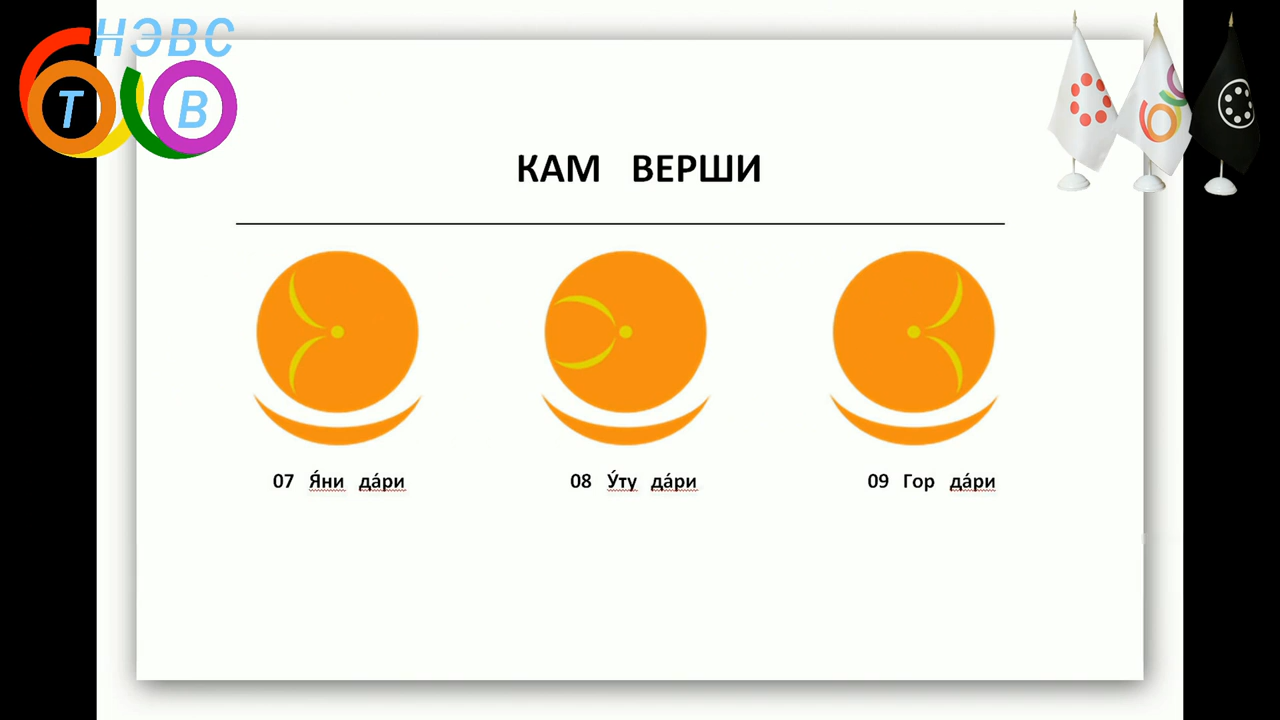 НЭВС
Т В
КАМ ВЕРШИ
07 Я́ни да́ри
08 У́ту да́ри
09 Гор да́ри